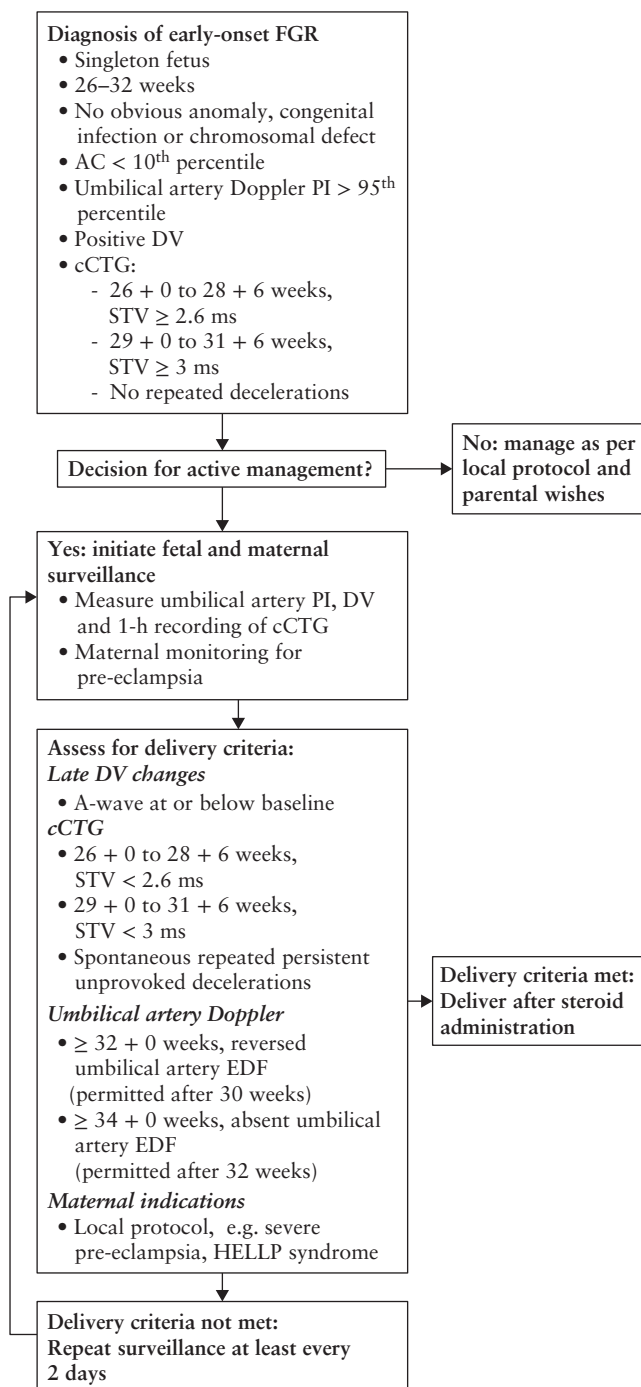 Diagnosis of early-onset FGR
• Singleton fetus
• 26–32 weeks
• No obvious anomaly, congenital
infection or chromosomal defect
• AC < 10th percentile
• Umbilical artery Doppler PI > 95th
percentile
• Positive DV
• cCTG:
- 26 + 0 to 28 + 6 weeks,
STV ≥ 2.6 ms
- 29 + 0 to 31 + 6 weeks,
STV ≥ 3 ms
- No repeated decelerations
Decision for active management?
No: manage as per
local protocol and
parental wishes
Yes: initiate fetal and maternal
surveillance
• Measure umbilical artery PI, DV
and 1-h recording of cCTG
• Maternal monitoring for
pre-eclampsia
Assess for delivery criteria:
Late DV changes
• A-wave at or below baseline
cCTG
• 26 + 0 to 28 + 6 weeks,
STV < 2.6 ms
• 29 + 0 to 31 + 6 weeks,
STV < 3 ms
• Spontaneous repeated persistent
unprovoked decelerations
Umbilical artery Doppler
• ≥ 32 + 0 weeks, reversed
umbilical artery EDF
(permitted after 30 weeks)
• ≥ 34 + 0 weeks, absent umbilical
artery EDF
(permitted after 32 weeks)
Maternal indications
• Local protocol, e.g. severe
pre-eclampsia, HELLP syndrome
Delivery criteria met:
Deliver after steroid
administration
Delivery criteria not met:
Repeat surveillance at least every
2 days